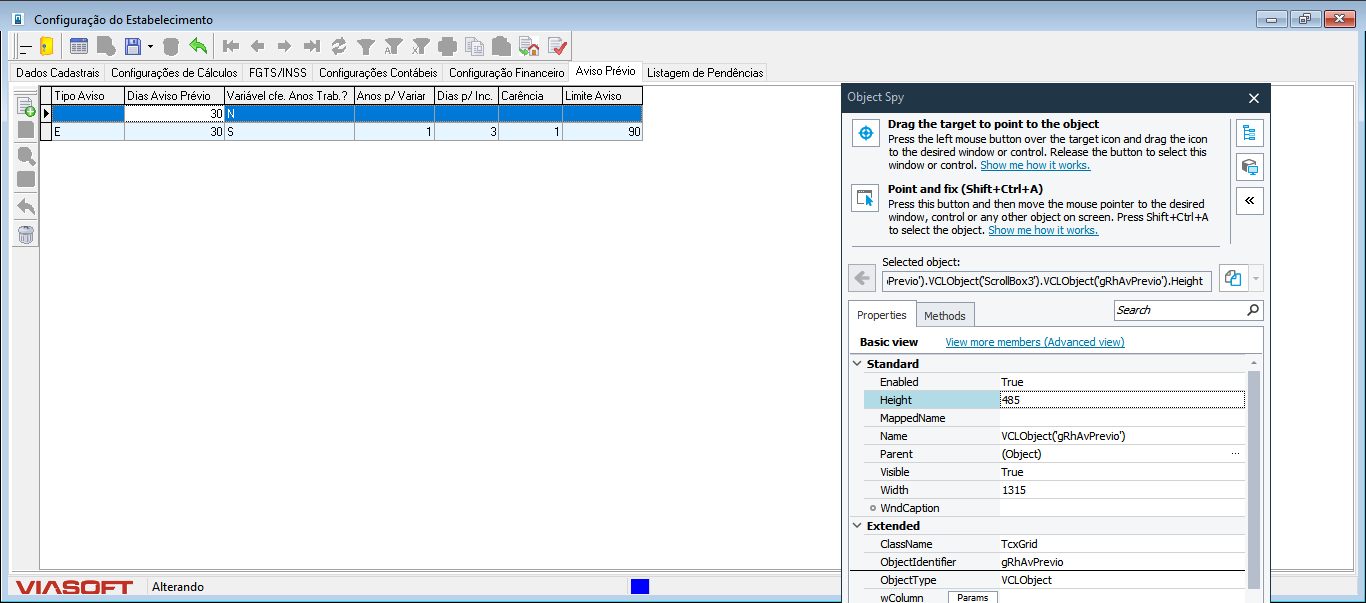 Configuração do Estabelecimento
Dados Cadastrais Configurações de Cálculos FGTS/INSS Configurações Contábeis Configuração Financeiro Aviso Prévio Listagem de Pendências
Tipo Aviso Dias Aviso Prévio Variável cfe. Anos Trab.? Anos p/ Variar Dias p/ Inc. Carência Limite Aviso
30 N
E 30 S 1 3 1 90
Object Spy
Drag the target to point to the object
Press the left mouse button over the target icon and drag the icon
to the desired window or control. Release the button to select this
window or control. Show me how it works.
Point and fix (Shift+Ctrl+A)
Press this button and then move the mouse pointer to the desired
window, control or any other object on screen. Press Shift+Ctrl+A
to select the object. Show me how it works.
Selected object:
Previo').VCLObject('ScrollBox3').VCLObject('gRhAvPrevio').Height
Properties Methods Search
Basic view View more members (Advanced view)
Standard
Enabled True
Height 485
MappedName
Name VCLObject('gRhAvPrevio')
Parent (Object) ...
Visible True
Width 1315
WndCaption
Extended
ClassName TcxGrid
ObjectIdentifier gRhAvPrevio
ObjectType VCLObject
wColumn Params
VIASOFT Alterando